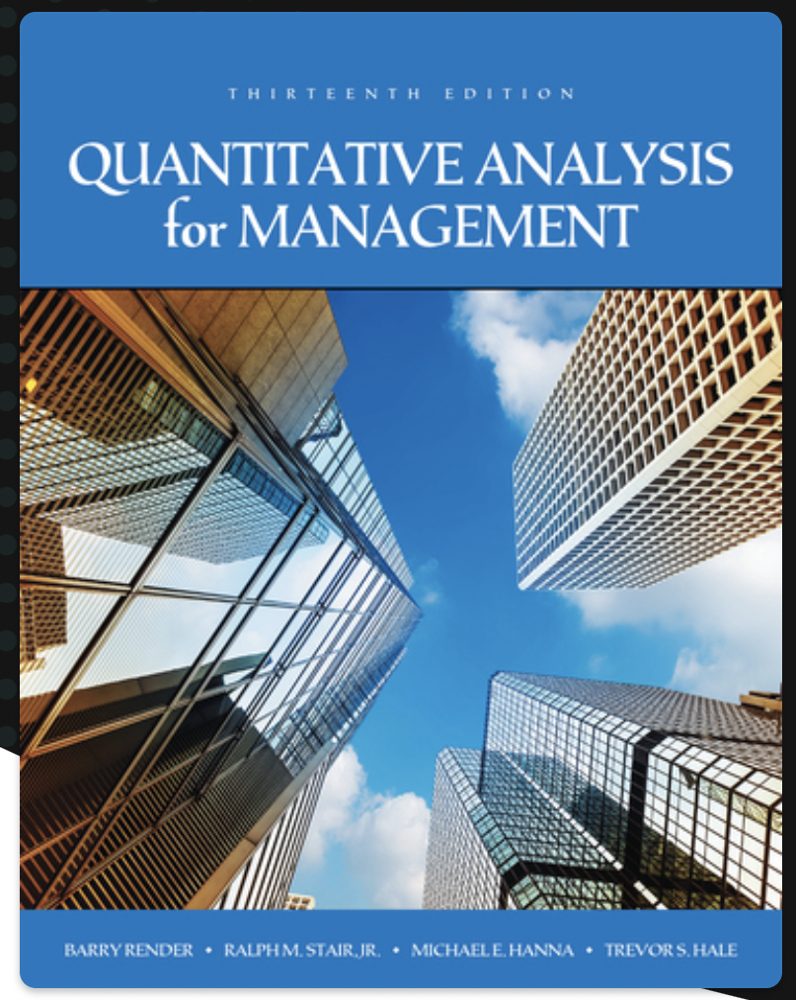 THIRTEENTH EDITION
QUANTITATIVE ANALYSIS
for MANAGEMENT
BARRY RENDER • RALPH M. STAIR, JR. • MICHAEL E. HANNA • TREVOR S. HALE